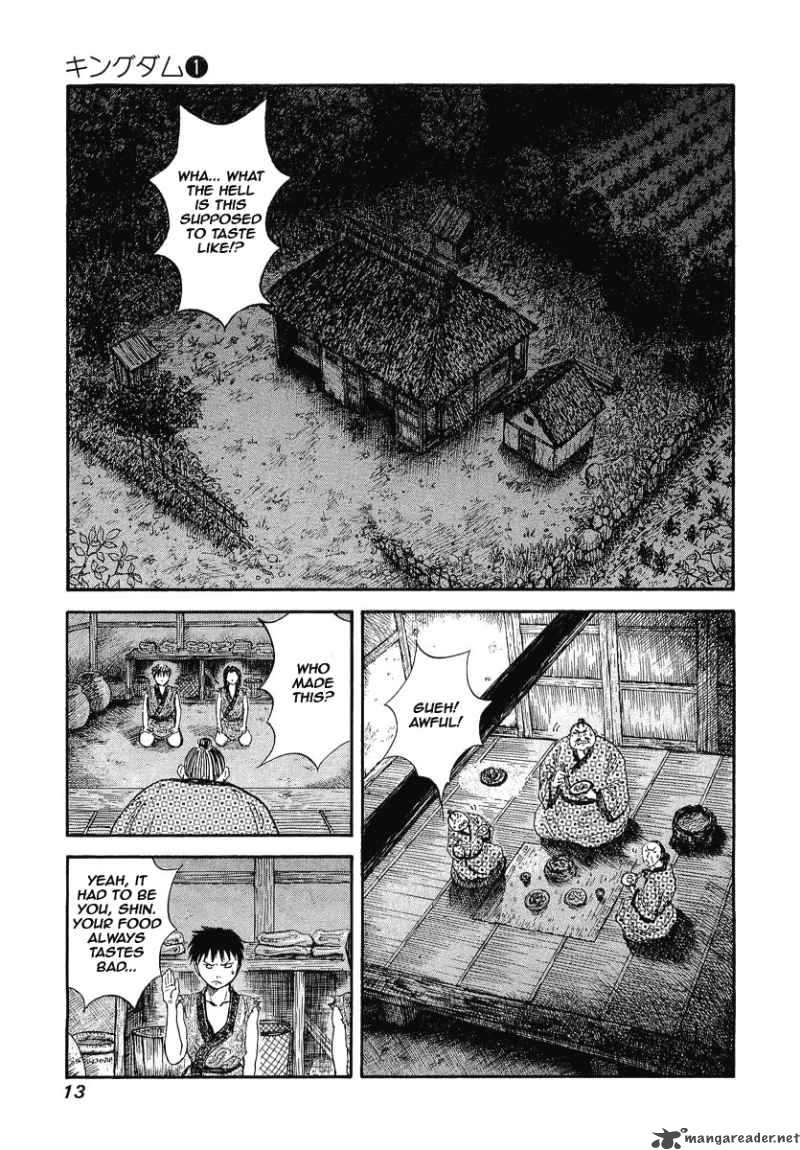 キングダム1
WHA... WHAT
THE HELL
IS THIS
SUPPOSED
TO TASTE
LIKE!?
GUEH!
AWFUL!
WHO
MADE
THIS?
YEAH, IT
HAD TO BE
YOU, SHIN.
YOUR FOOD
ALWAYS
TASTES
BAD...
13
mangareader.net